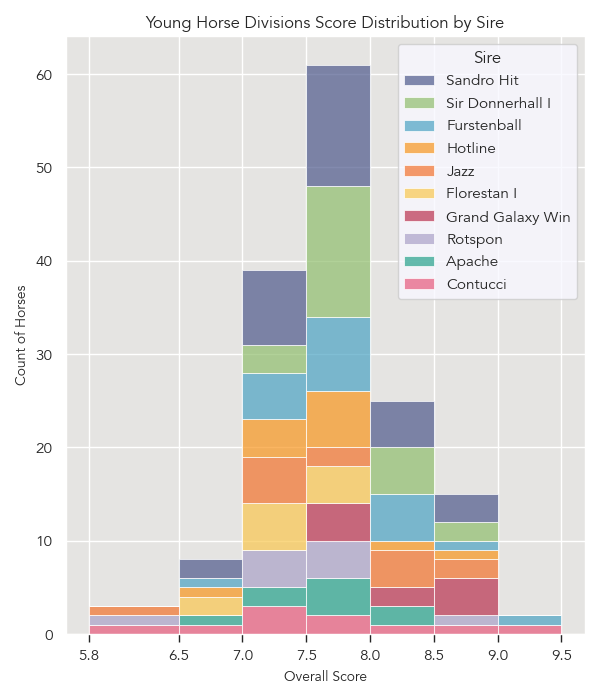 Young Horse Divisions Score Distribution by Sire
Sire
Sandro Hit
Sir Donnerhall I
Furstenball
Hotline
Jazz
Florestan I
Grand Galaxy Win
Rotspon
Apache
Contucci
Count of Horses
60
50
40
30
20
10
0
5.8 6.5 7.0 7.5 8.0 8.5 9.0 9.5
Overall Score